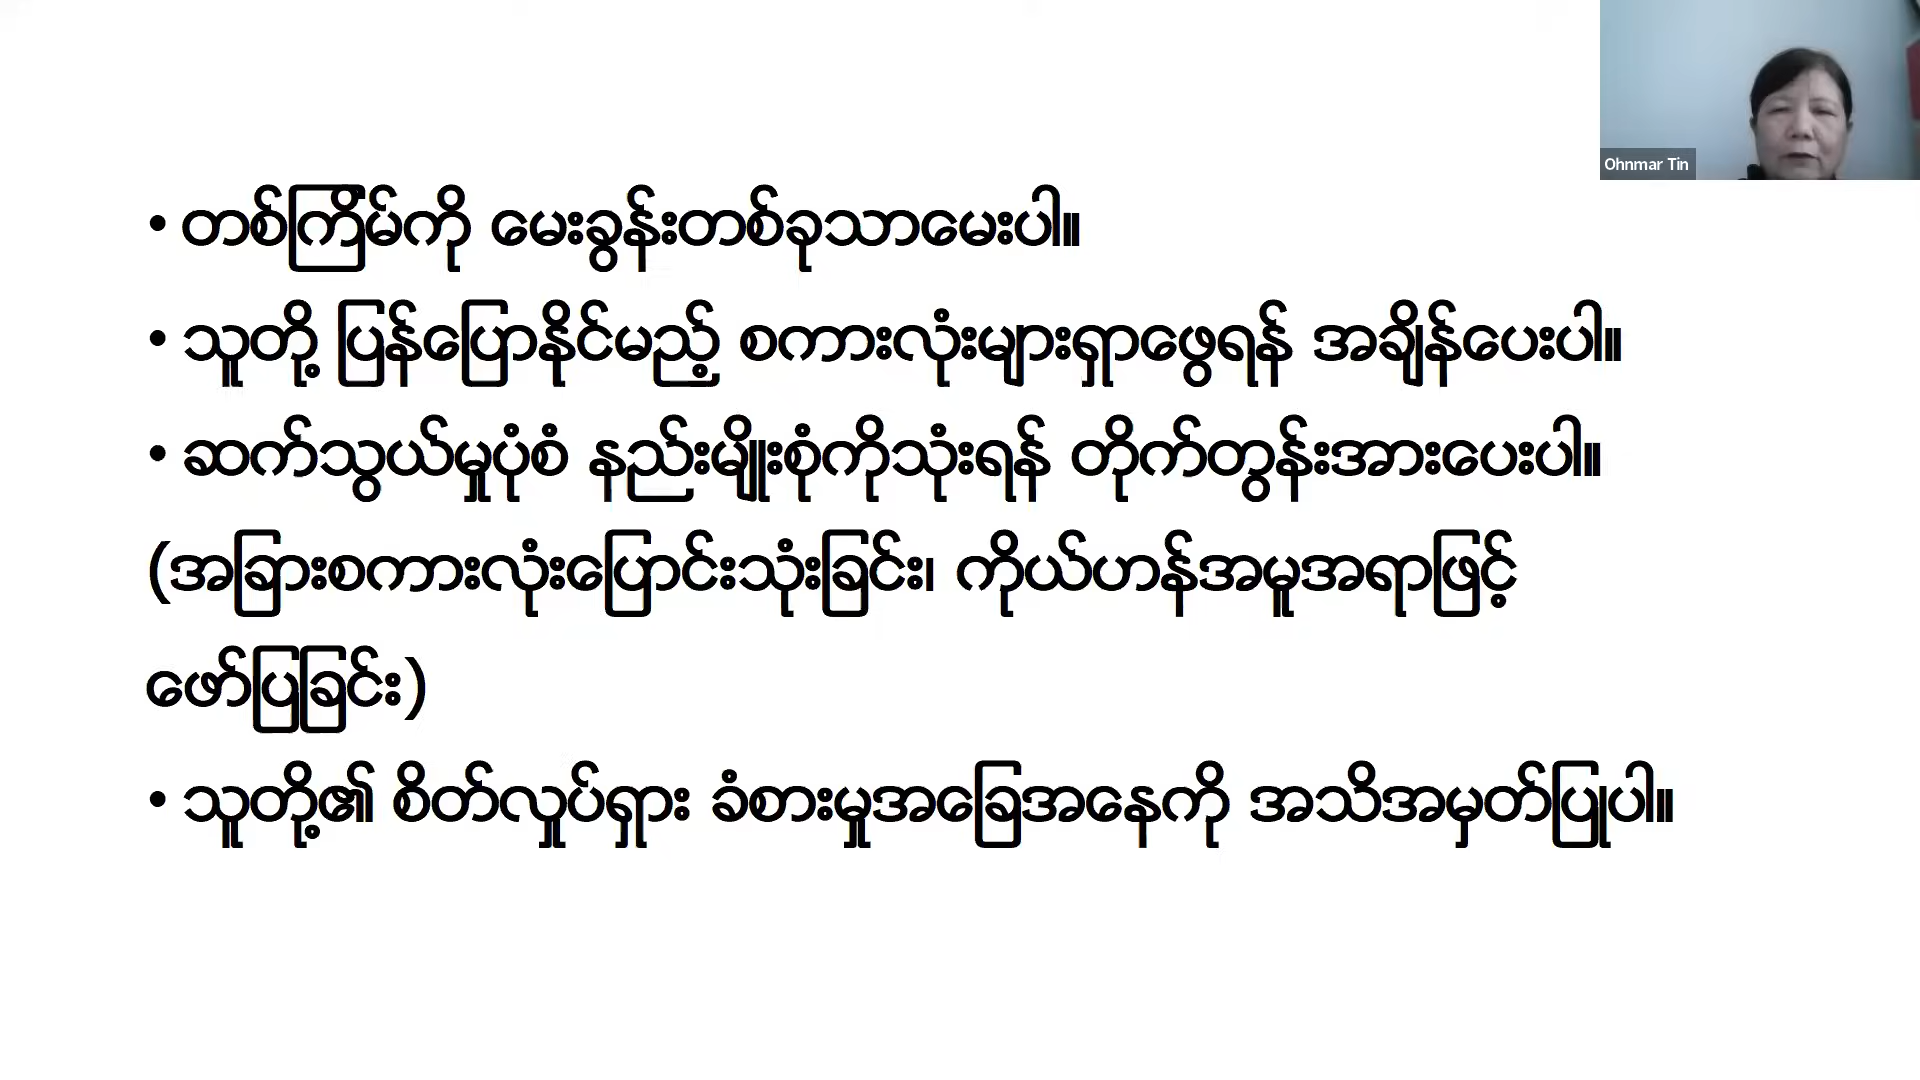 • တစ်ကြိမ်ကို မေးခွန်းတစ်ခုသာမေးပါ။
• သူတို့ ပြန်ပြောနိုင်မည့် စကားလုံးများရှာဖွေရန် အချိန်ပေးပါ။
• ဆက်သွယ်မှုပုံစံ နည်းမျိုးစုံကိုသုံးရန် တိုက်တွန်းအားပေးပါ။
(အခြားစကားလုံးပြောင်းသုံးခြင်း၊ ကိုယ်ဟန်အမူအရာဖြင့်
ဖော်ပြခြင်း)
• သူတို့၏ စိတ်လှုပ်ရှား ခံစားမှုအခြေအနေကို အသိအမှတ်ပြုပါ။
Ohnmar Tin